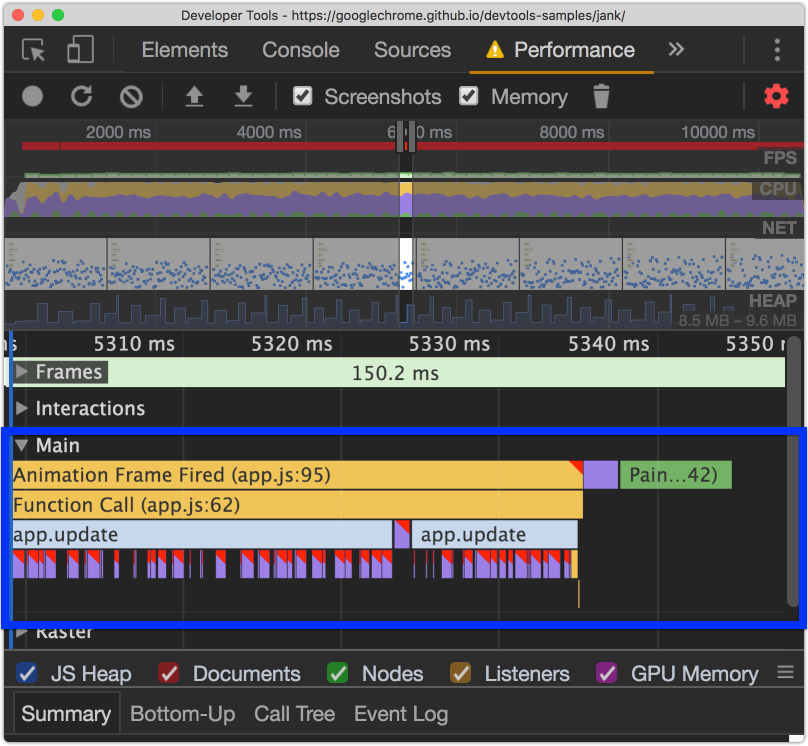 Developer Tools - https://googlechrome.github.io/devtools-samples/jank/
Elements Console Sources Performance »
Screenshots Memory
2000 ms 4000 ms ms 8000 ms 10000 ms
FPS
CPU
NET
HEAP
8.5 MB – 9.6 MB
5310 ms 5320 ms 5330 ms 5340 ms 5350
Frames 150.2 ms
Interactions
Main
Animation Frame Fired (app.js:95) Pain…42)
Function Call (app.js:62)
app.update app.update
Raster
JS Heap Documents Nodes Listeners GPU Memory
Summary Bottom-Up Call Tree Event Log